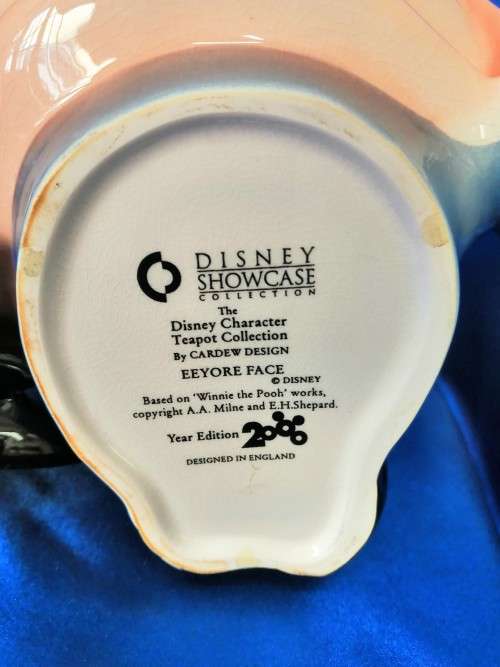 DISNEY
SHOWCASE
COLLECTION
The
Disney Character
Teapot Collection
By CARDEW DESIGN
EEYORE FACE
© DISNEY
Based on 'Winnie the Pooh' works,
copyright A.A. Milne and E.H.Shepard.
Year Edition 2000
DESIGNED IN ENGLAND